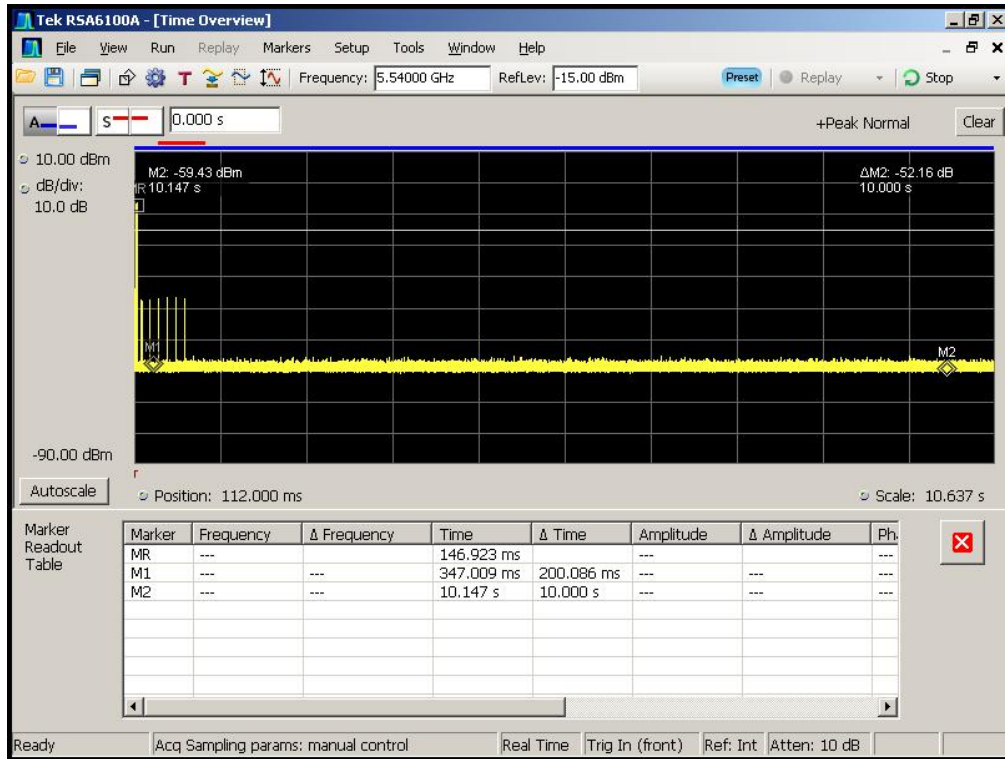 Tek RSA6100A - [Time Overview]
File View Run Replay Markers Setup Tools Window Help
T Frequency: 5.54000 GHz RefLev: -15.00 dBm Preset Replay Stop
A S 0.000 s +Peak Normal Clear
10.00 dBm
dB/div:
10.0 dB
M2: -59.43 dBm
MR 10.147 s
ΔM2: -52.16 dB
10.000 s
M1
M2
-90.00 dBm
r
Autoscale Position: 112.000 ms Scale: 10.637 s
Marker
Readout
Table
Marker Frequency Δ Frequency Time Δ Time Amplitude Δ Amplitude Ph
MR --- 146.923 ms --- ---
M1 --- --- 347.009 ms 200.086 ms --- --- ---
M2 --- --- 10.147 s 10.000 s --- --- ---
Ready Acq Sampling params: manual control Real Time Trig In (front) Ref: Int Atten: 10 dB